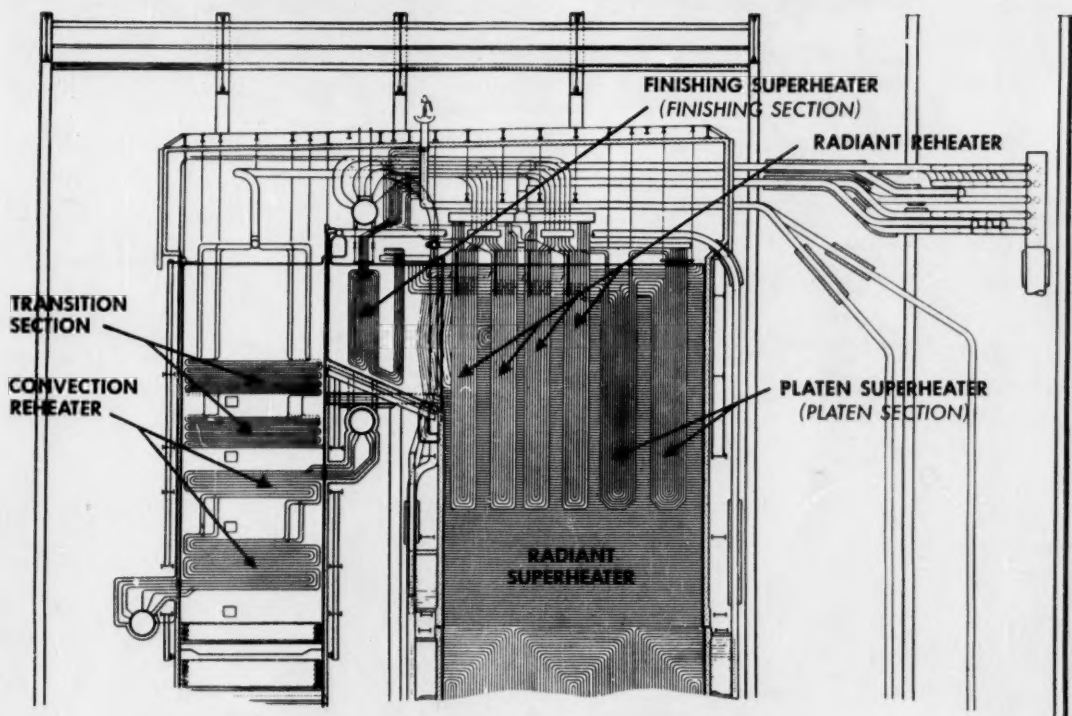 FINISHING SUPERHEATER
(FINISHING SECTION)
RADIANT REHEATER
TRANSITION
SECTION
CONVECTION
REHEATER
PLATEN SUPERHEATER
(PLATEN SECTION)
RADIANT
SUPERHEATER